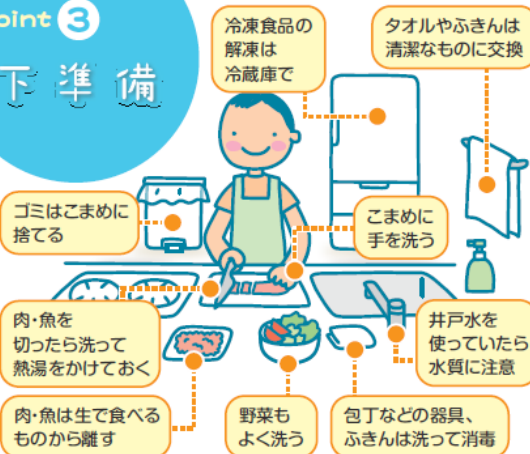 point 3
下準備
冷凍食品の
解凍は
冷蔵庫で
タオルやふきんは
清潔なものに交換
ゴミはこまめに
捨てる
こまめに
手を洗う
肉・魚を
切ったら洗って
熱湯をかけておく
井戸水を
使っていたら
水質に注意
肉・魚は生で食べる
ものから離す
野菜も
よく洗う
包丁などの器具、
ふきんは洗って消毒